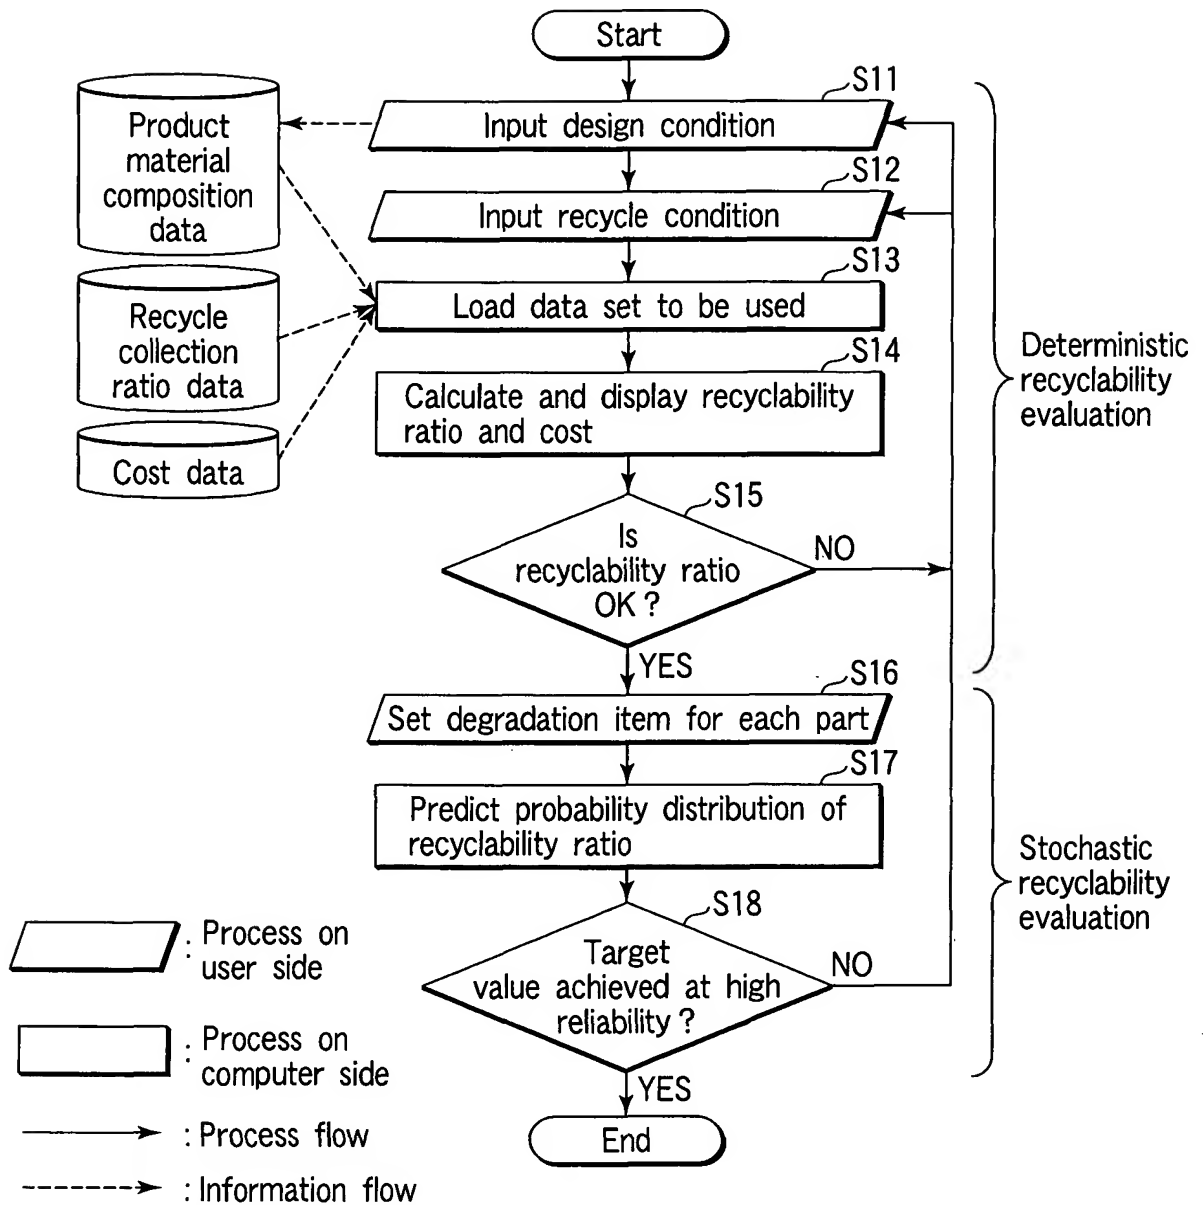 Start
S11
Input design condition
S12
Input recycle condition
S13
Load data set to be used
S14
Calculate and display recyclability
ratio and cost
S15
Is
recyclability ratio
OK ?
NO
YES
S16
Set degradation item for each part
S17
Predict probability distribution of
recyclability ratio
S18
Target
value achieved at high
reliability ?
NO
YES
End
Product
material
composition
data
Recycle
collection
ratio data
Cost data
Deterministic
recyclability
evaluation
Stochastic
recyclability
evaluation
: Process on
user side
: Process on
computer side
: Process flow
: Information flow